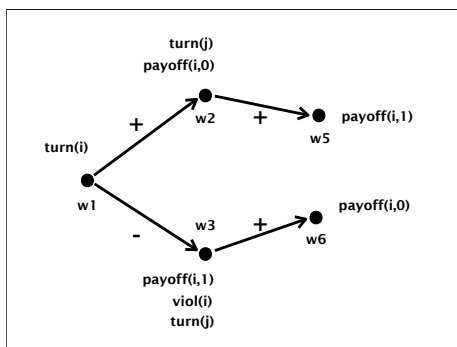 turn(j)
payoff(i,0)
+
w2
+
w5
payoff(i,1)
turn(i)
w1
-
w3
+
w6
payoff(i,0)
payoff(i,1)
viol(i)
turn(j)